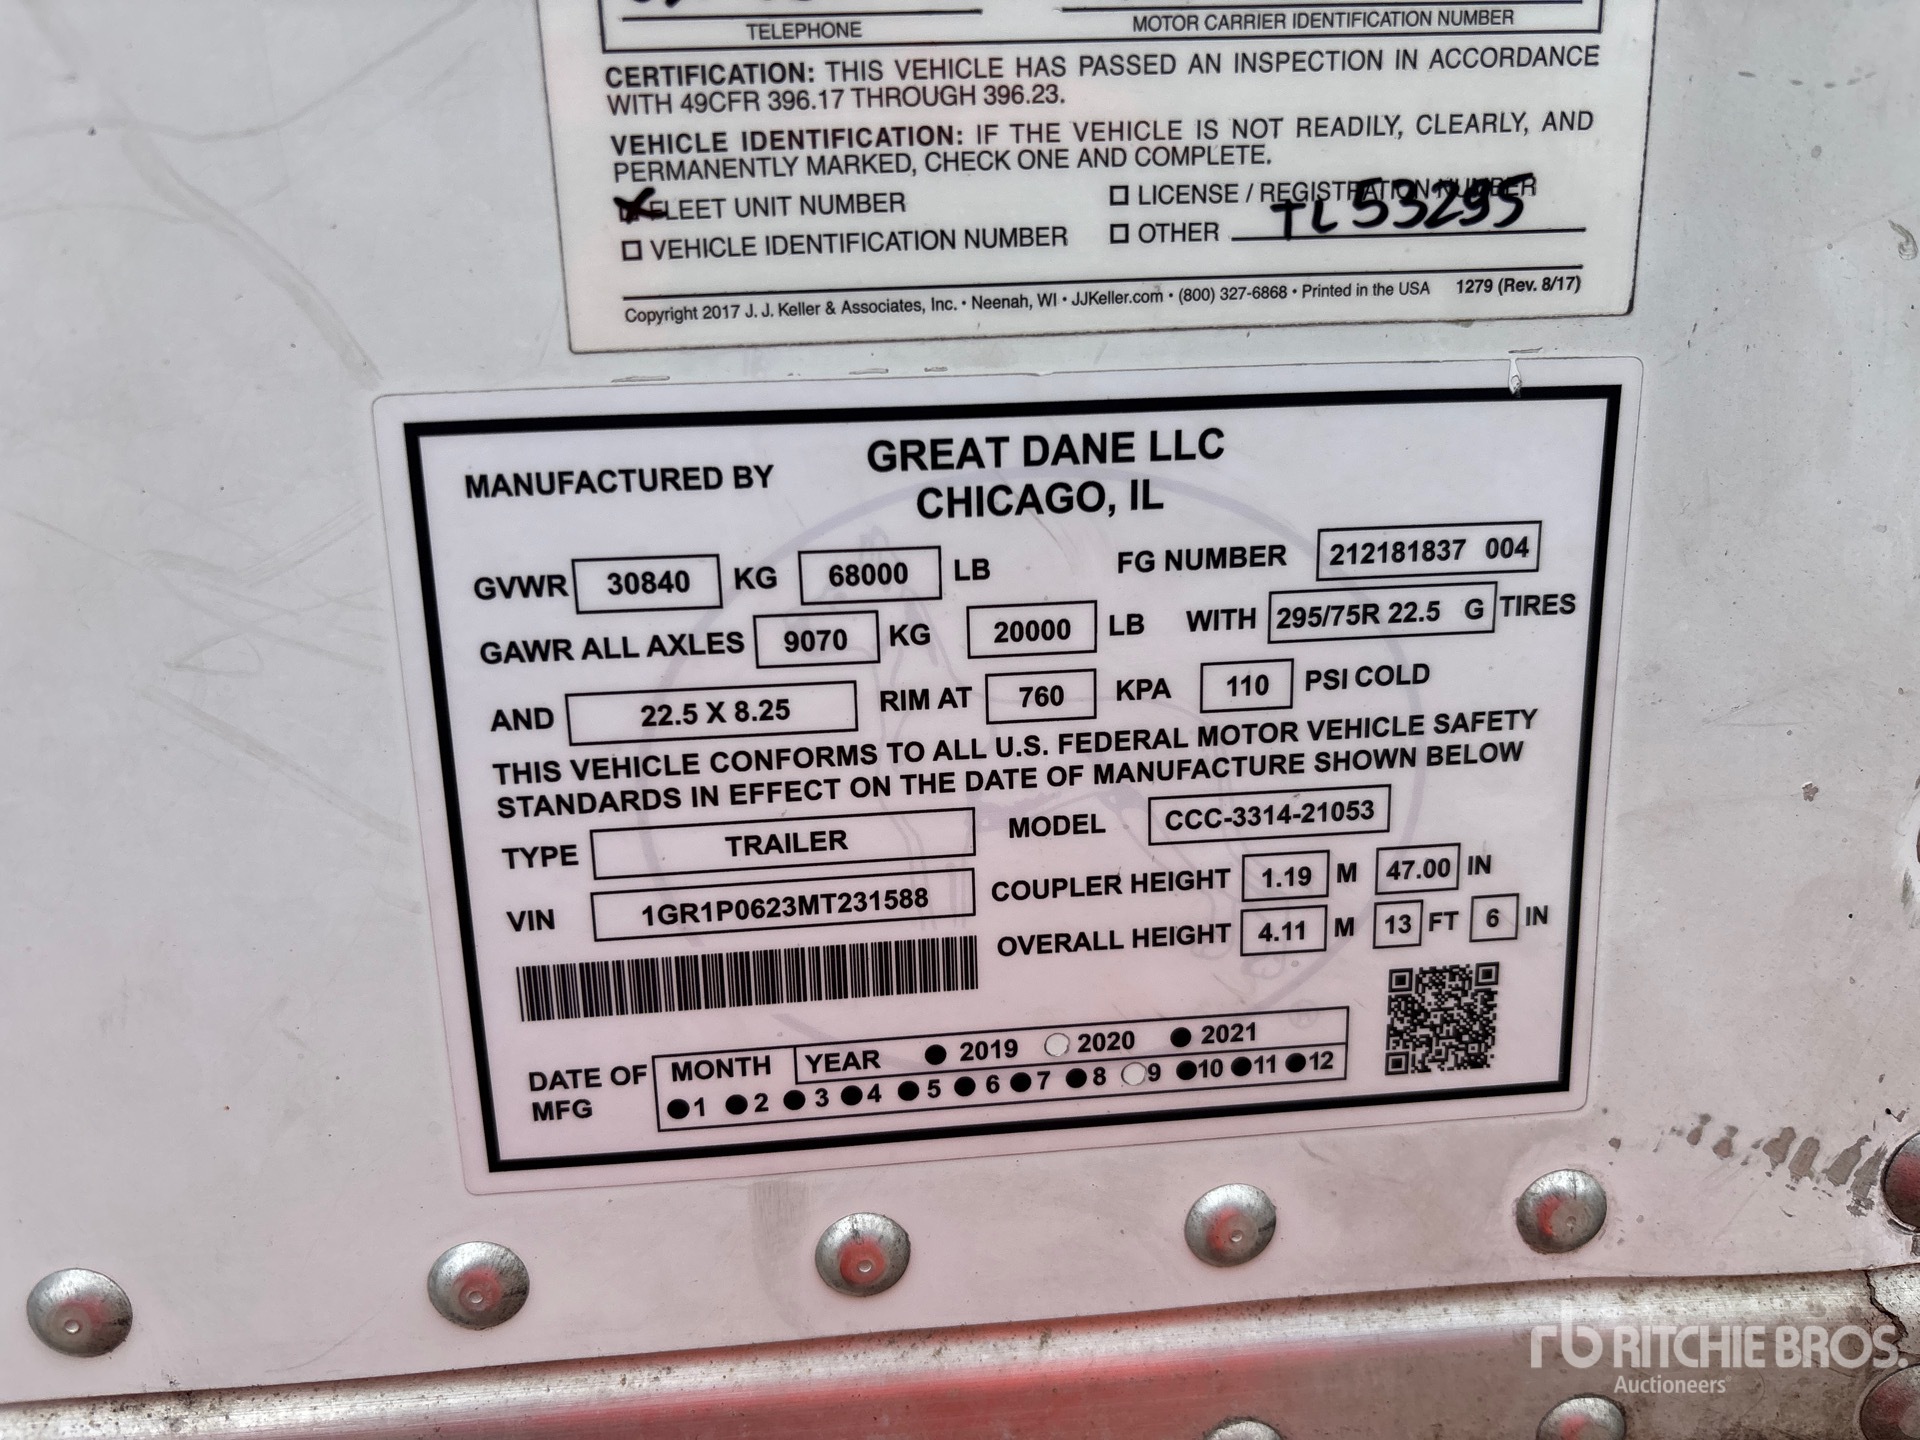 TELEPHONE
MOTOR CARRIER IDENTIFICATION NUMBER
CERTIFICATION: THIS VEHICLE HAS PASSED AN INSPECTION IN ACCORDANCE
WITH 49CFR 396.17 THROUGH 396.23.
VEHICLE IDENTIFICATION: IF THE VEHICLE IS NOT READILY, CLEARLY, AND
PERMANENTLY MARKED, CHECK ONE AND COMPLETE.
FLEET UNIT NUMBER
LICENSE / REGISTRATION NUMBER
VEHICLE IDENTIFICATION NUMBER
OTHER TL 53295
Copyright 2017 J. J. Keller & Associates, Inc. • Neenah, WI • JJKeller.com • (800) 327-6868 • Printed in the USA 1279 (Rev. 8/17)
MANUFACTURED BY GREAT DANE LLC
CHICAGO, IL
GVWR 30840 KG 68000 LB FG NUMBER 212181837 004
GAWR ALL AXLES 9070 KG 20000 LB WITH 295/75R 22.5 G TIRES
AND 22.5 X 8.25 RIM AT 760 KPA 110 PSI COLD
THIS VEHICLE CONFORMS TO ALL U.S. FEDERAL MOTOR VEHICLE SAFETY
STANDARDS IN EFFECT ON THE DATE OF MANUFACTURE SHOWN BELOW
TYPE TRAILER MODEL CCC-3314-21053
VIN 1GR1P0623MT231588 COUPLER HEIGHT 1.19 M 47.00 IN
OVERALL HEIGHT 4.11 M 13 FT 6 IN
DATE OF MFG MONTH YEAR 2019 2020 2021
1 2 3 4 5 6 7 8 9 10 11 12
rb RITCHIE BROS.
Auctioneers